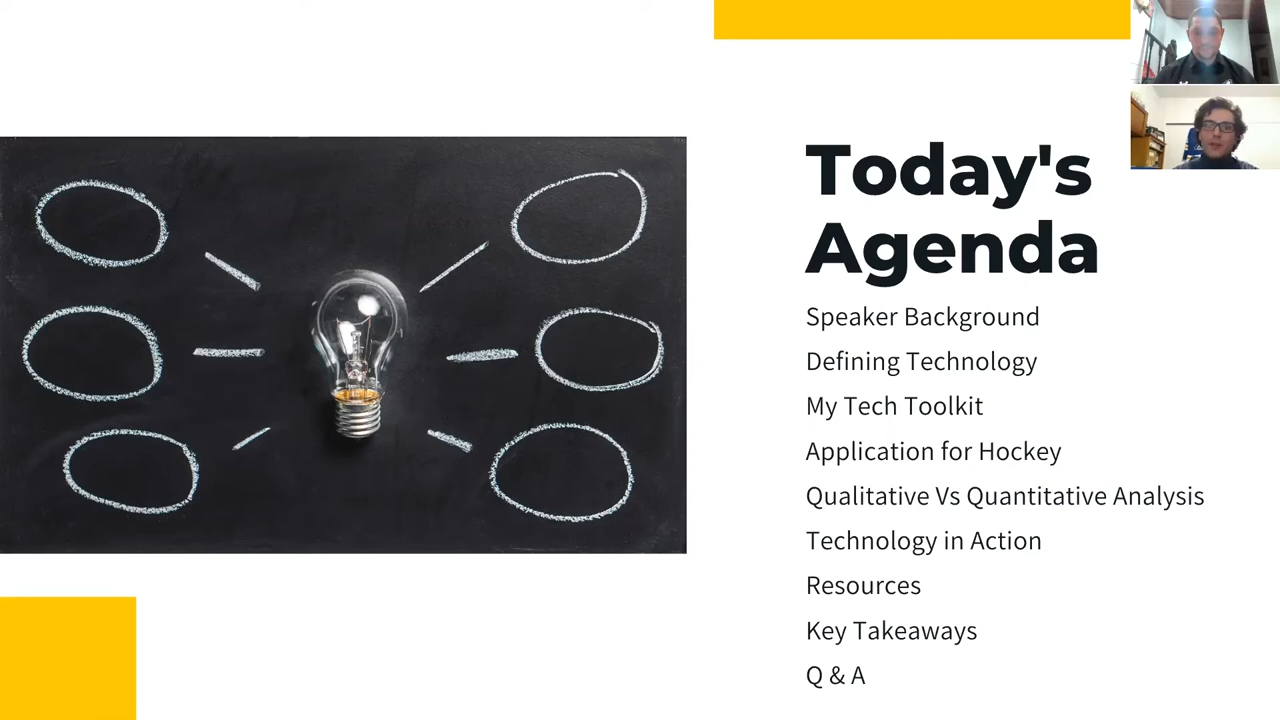 Today's
Agenda
Speaker Background
Defining Technology
My Tech Toolkit
Application for Hockey
Qualitative Vs Quantitative Analysis
Technology in Action
Resources
Key Takeaways
Q & A